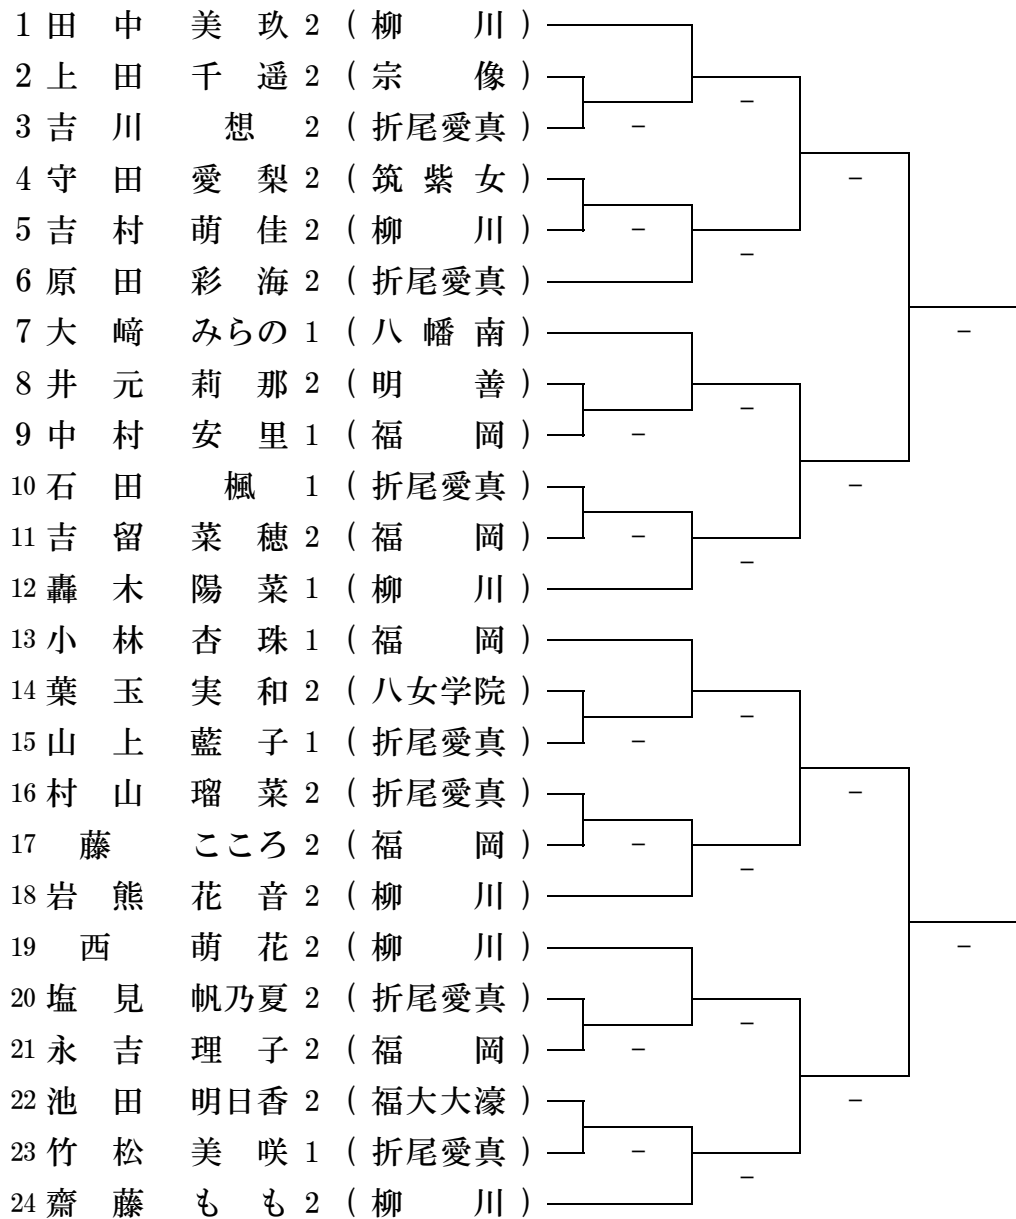 1 田中 美玖 2 (柳川)
2 上田 千遥 2 (宗像)
–
3 吉川 想 2 (折尾愛真) –
4 守田 愛梨 2 (筑紫女) –
5 吉村 萌佳 2 (柳川) –
–
6 原田 彩海 2 (折尾愛真)
7 大﨑 みらの 1 (八幡南) –
8 井元 莉那 2 (明善)
–
9 中村 安里 1 (福岡) –
10 石田 楓 1 (折尾愛真) –
11 吉留 菜穂 2 (福岡) –
–
12 轟木 陽菜 1 (柳川)
13 小林 杏珠 1 (福岡)
14 葉玉 実和 2 (八女学院)
–
15 山上 藍子 1 (折尾愛真) –
16 村山 瑠菜 2 (折尾愛真) –
17 藤 こころ 2 (福岡) –
–
18 岩熊 花音 2 (柳川)
19 西 萌花 2 (柳川) –
20 塩見 帆乃夏 2 (折尾愛真)
–
21 永吉 理子 2 (福岡) –
22 池田 明日香 2 (福大大濠) –
23 竹松 美咲 1 (折尾愛真) –
–
24 齋藤 もも 2 (柳川)